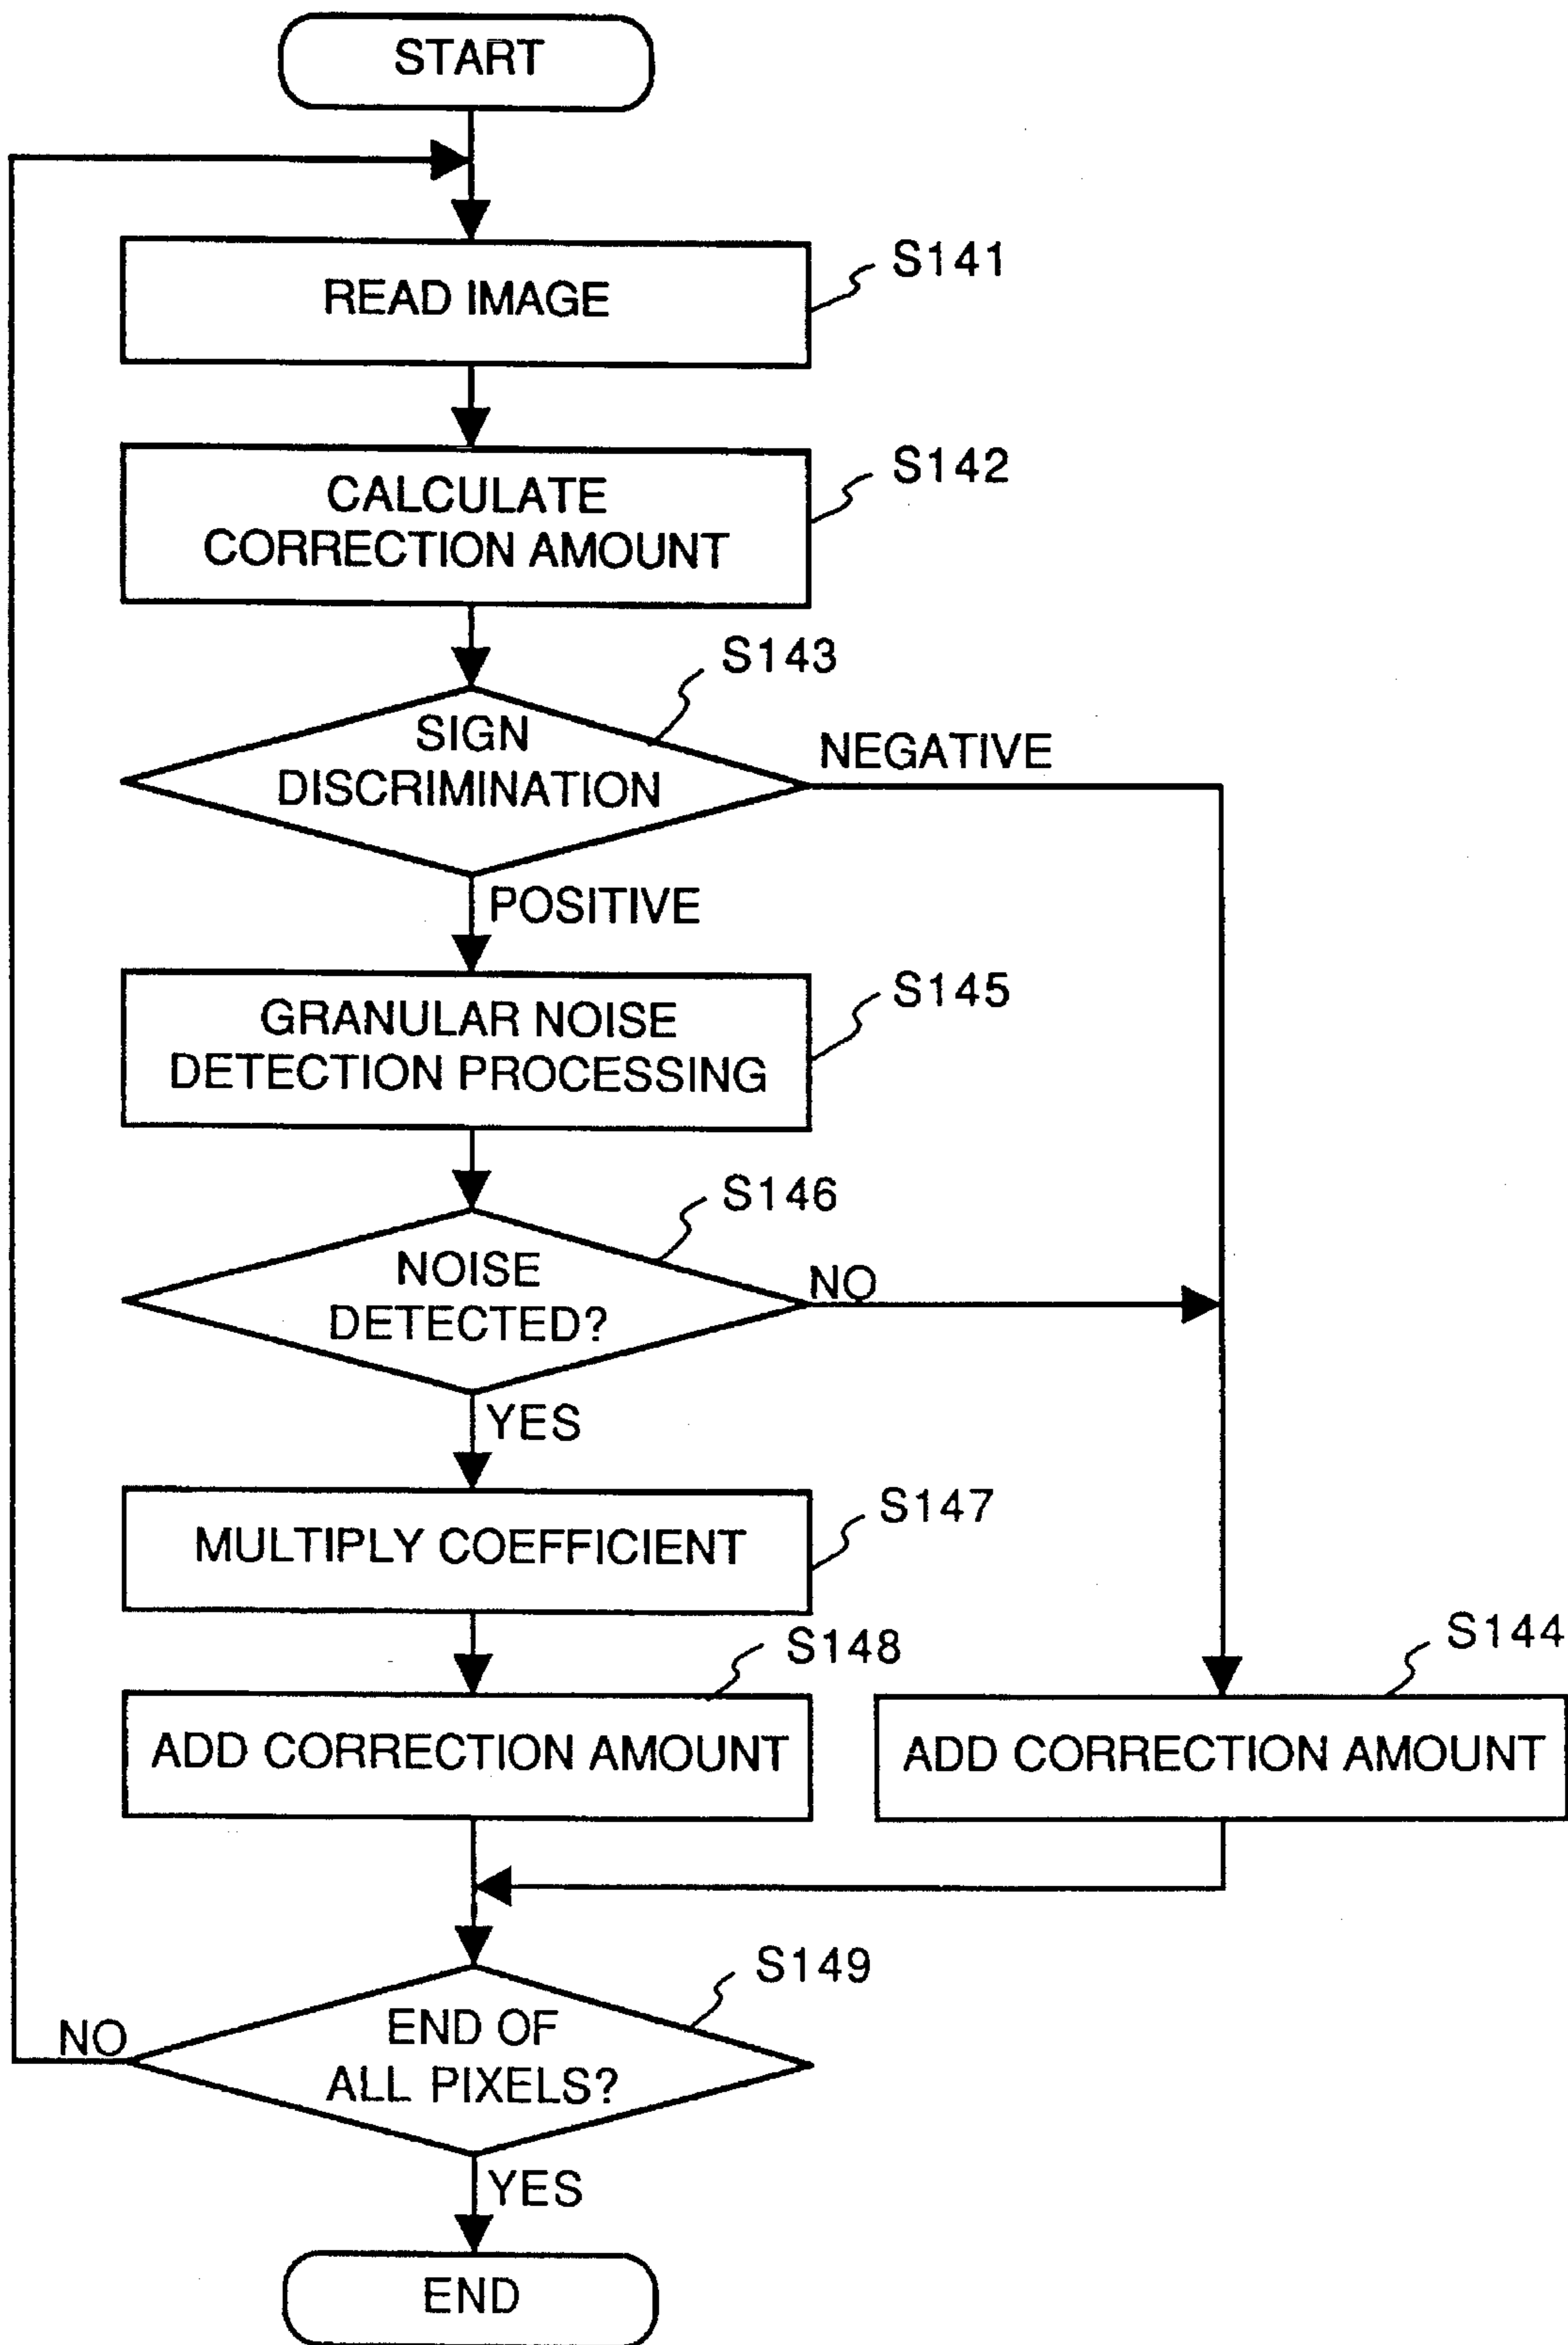 START
READ IMAGE
S141
CALCULATE
CORRECTION AMOUNT
S142
S143
SIGN
DISCRIMINATION
NEGATIVE
POSITIVE
GRANULAR NOISE
DETECTION PROCESSING
S145
S146
NOISE
DETECTED?
NO
YES
MULTIPLY COEFFICIENT
S147
S148
ADD CORRECTION AMOUNT
S144
ADD CORRECTION AMOUNT
S149
END OF
ALL PIXELS?
NO
YES
END